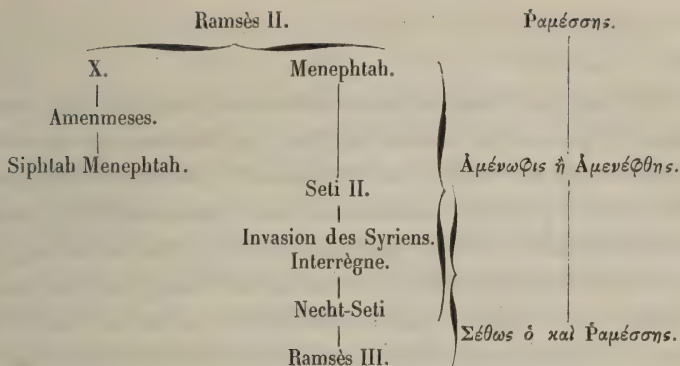 Ramsès II. Ῥαμέσσης.
X. Menephtah.
Amenmeses.
Siphtah Menephtah. Ἀμένωφις ἢ Ἀμενέφθης.
Seti II.
Invasion des Syriens.
Interrègne.
Necht-Seti
Σέθως ὁ καὶ Ῥαμέσσης.
Ramsès III.